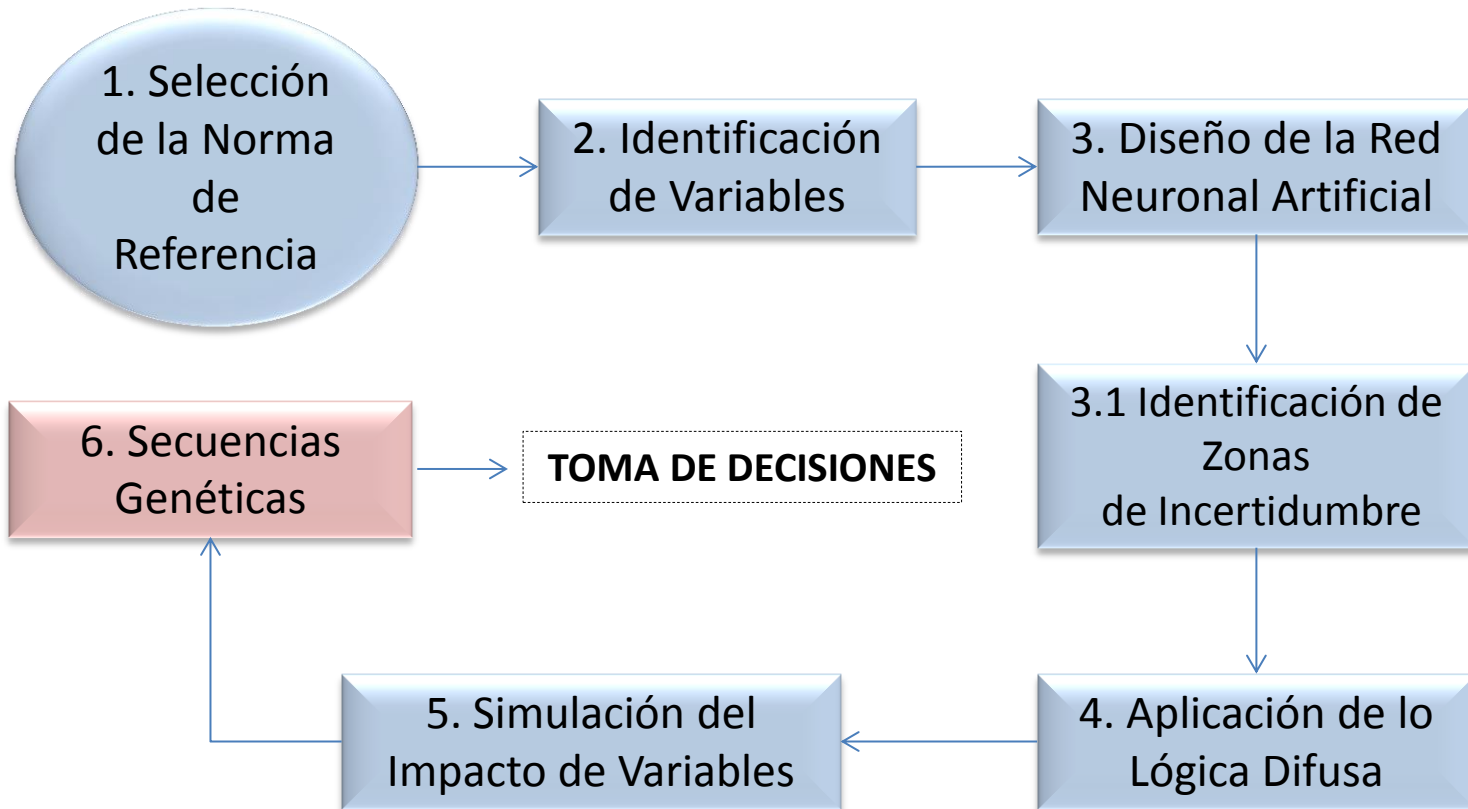 1. Selección
de la Norma
de
Referencia
2. Identificación
de Variables
3. Diseño de la Red
Neuronal Artificial
3.1 Identificación de
Zonas
de Incertidumbre
4. Aplicación de lo
Lógica Difusa
5. Simulación del
Impacto de Variables
6. Secuencias
Genéticas
TOMA DE DECISIONES